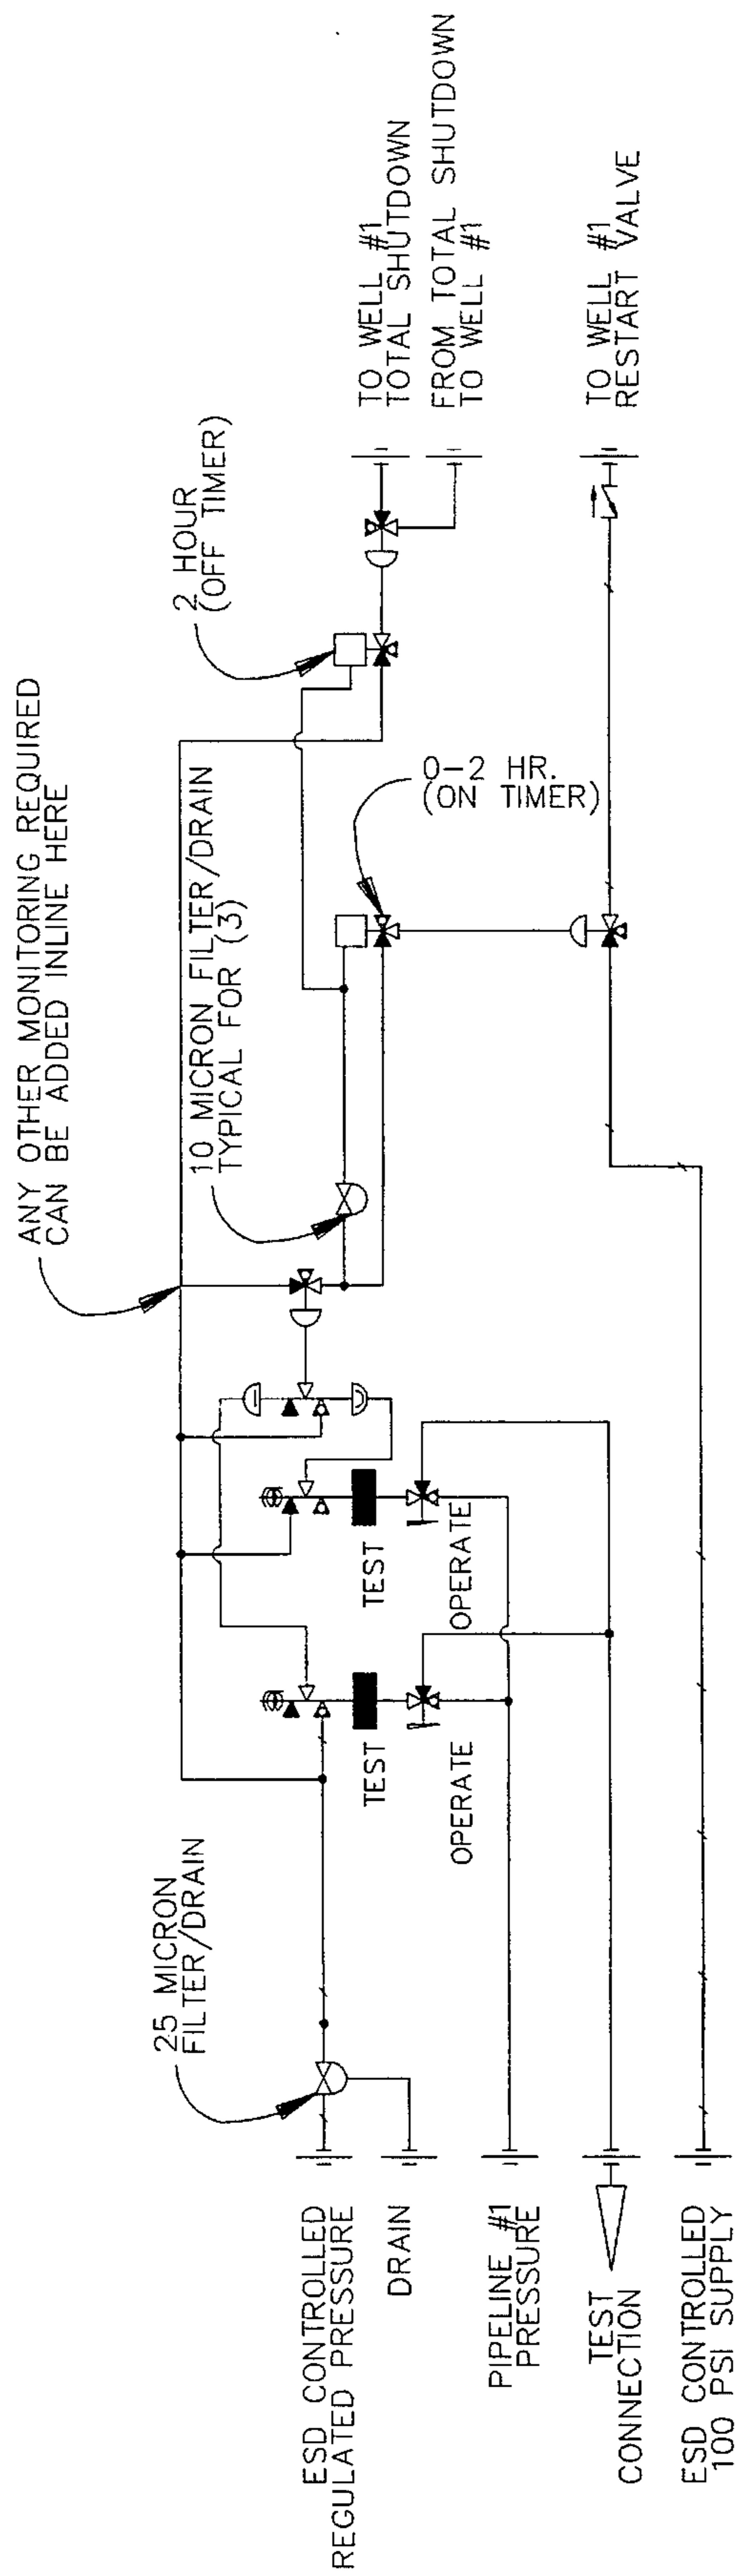 ANY OTHER MONITORING REQUIRED
CAN BE ADDED INLINE HERE
25 MICRON
FILTER/DRAIN
10 MICRON FILTER/DRAIN
TYPICAL FOR (3)
2 HOUR
(OFF TIMER)
0-2 HR.
(ON TIMER)
TEST
OPERATE
TEST
OPERATE
ESD CONTROLLED
REGULATED PRESSURE
DRAIN
PIPELINE #1
PRESSURE
TEST
CONNECTION
ESD CONTROLLED
100 PSI SUPPLY
TO WELL #1
TOTAL SHUTDOWN
FROM TOTAL SHUTDOWN
TO WELL #1
TO WELL #1
RESTART VALVE